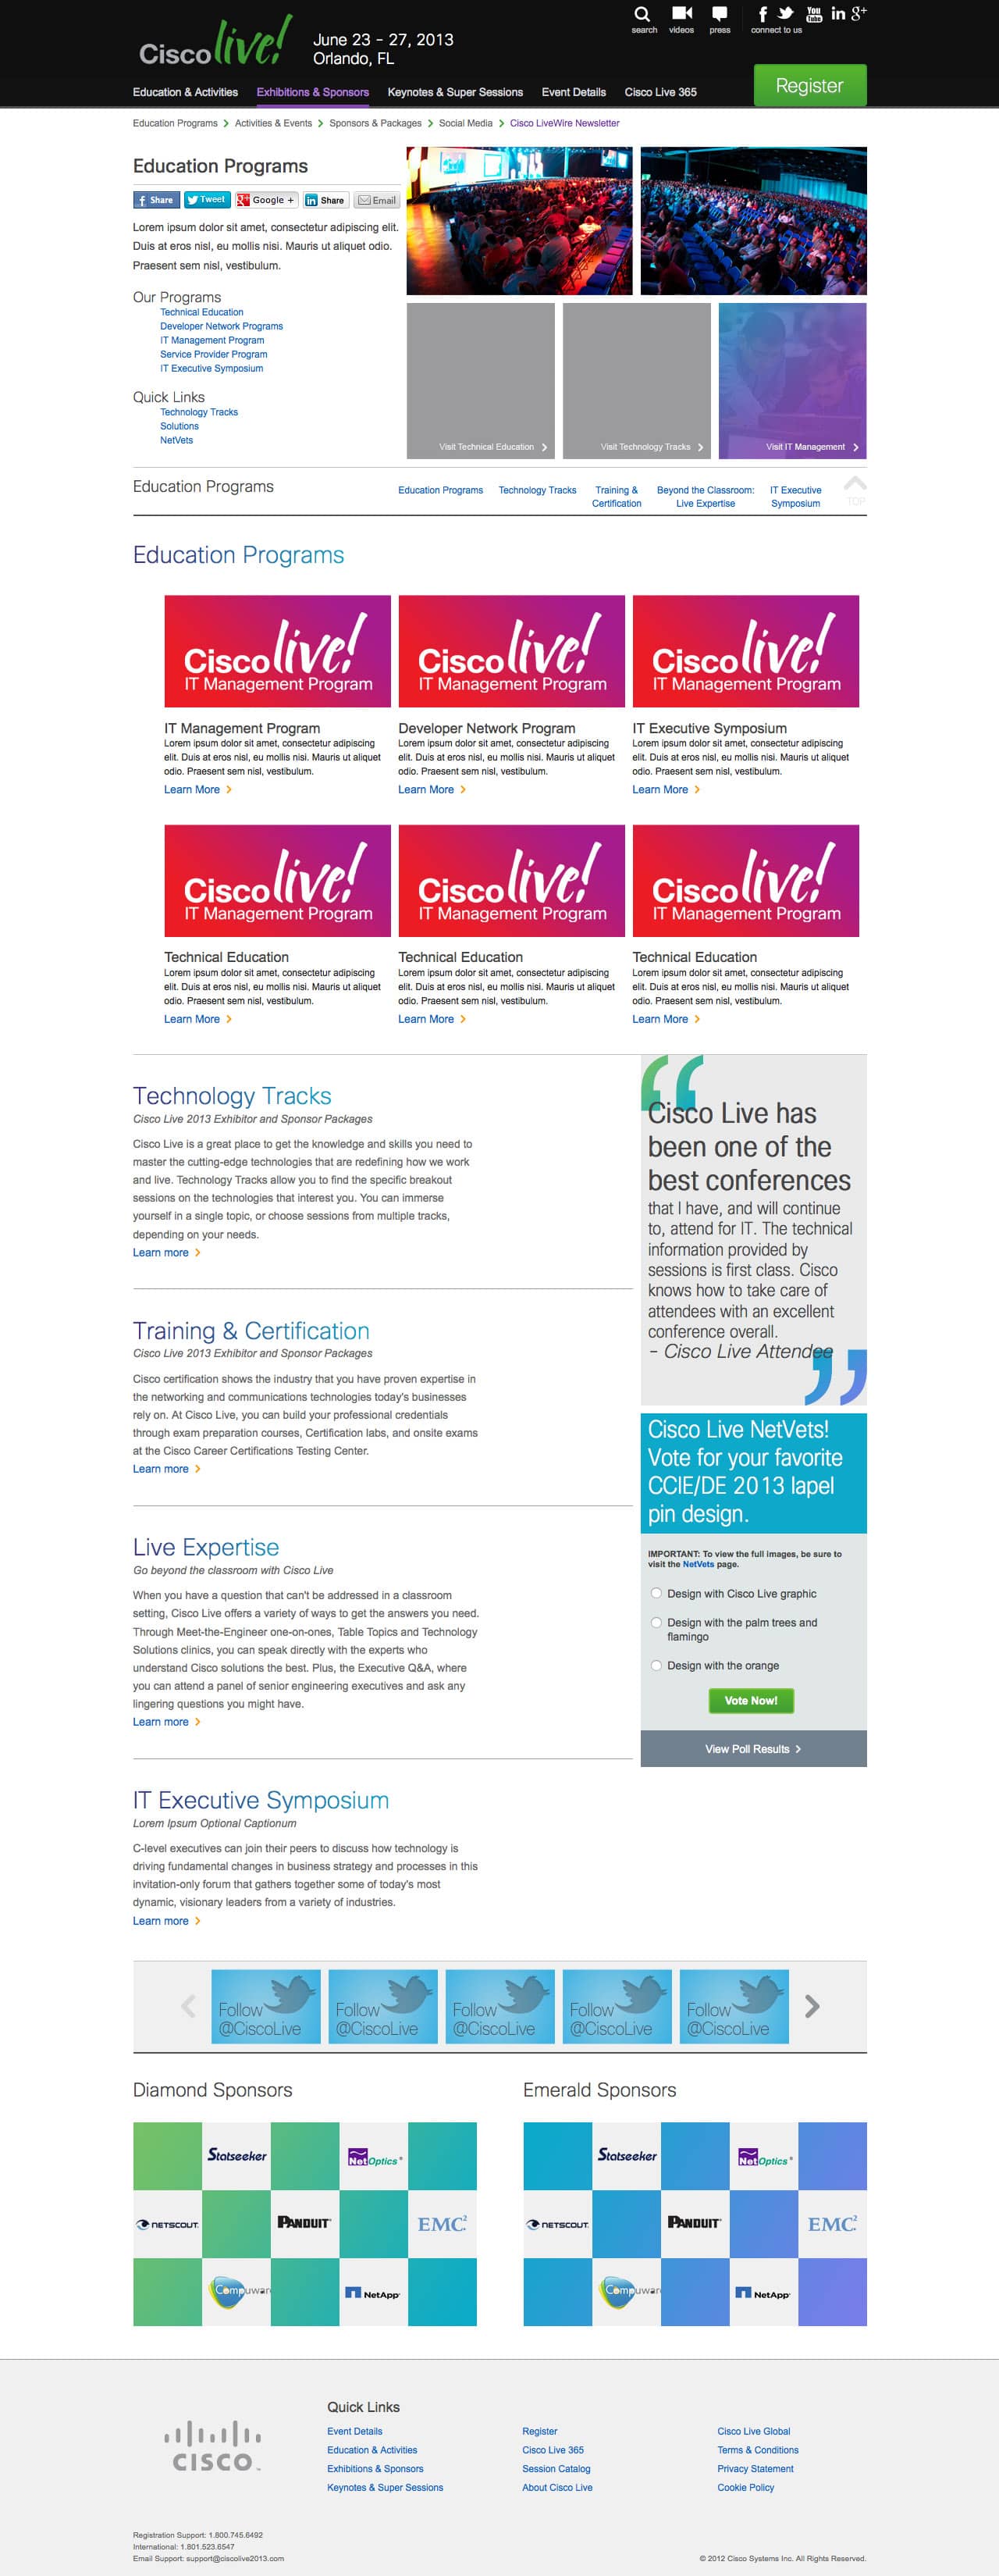 Cisco live!
June 23 - 27, 2013
Orlando, FL
search videos press connect to us
Education & Activities Exhibitions & Sponsors Keynotes & Super Sessions Event Details Cisco Live 365
Register
Education Programs Activities & Events Sponsors & Packages Social Media Cisco LiveWire Newsletter
Education Programs
Share Tweet Google + Share Email
Lorem ipsum dolor sit amet, consectetur adipiscing elit.
Duis at eros nisl, eu mollis nisi. Mauris ut aliquet odio.
Praesent sem nisl, vestibulum.
Our Programs
Technical Education
Developer Network Programs
IT Management Program
Service Provider Program
IT Executive Symposium
Quick Links
Technology Tracks
Solutions
NetVets
Visit Technical Education
Visit Technology Tracks
Visit IT Management
Education Programs
Education Programs
Technology Tracks
Training &
Certification
Beyond the Classroom:
Live Expertise
IT Executive
Symposium
TOP
Education Programs
Cisco live!
IT Management Program
Cisco live!
IT Management Program
Cisco live!
IT Management Program
IT Management Program
Lorem ipsum dolor sit amet, consectetur adipiscing
elit. Duis at eros nisl, eu mollis nisi. Mauris ut aliquet
odio. Praesent sem nisl, vestibulum.
Learn More
Developer Network Program
Lorem ipsum dolor sit amet, consectetur adipiscing
elit. Duis at eros nisl, eu mollis nisi. Mauris ut aliquet
odio. Praesent sem nisl, vestibulum.
Learn More
IT Executive Symposium
Lorem ipsum dolor sit amet, consectetur adipiscing
elit. Duis at eros nisl, eu mollis nisi. Mauris ut aliquet
odio. Praesent sem nisl, vestibulum.
Learn More
Cisco live!
IT Management Program
Cisco live!
IT Management Program
Cisco live!
IT Management Program
Technical Education
Lorem ipsum dolor sit amet, consectetur adipiscing
elit. Duis at eros nisl, eu mollis nisi. Mauris ut aliquet
odio. Praesent sem nisl, vestibulum.
Learn More
Technical Education
Lorem ipsum dolor sit amet, consectetur adipiscing
elit. Duis at eros nisl, eu mollis nisi. Mauris ut aliquet
odio. Praesent sem nisl, vestibulum.
Learn More
Technical Education
Lorem ipsum dolor sit amet, consectetur adipiscing
elit. Duis at eros nisl, eu mollis nisi. Mauris ut aliquet
odio. Praesent sem nisl, vestibulum.
Learn More
Technology Tracks
Cisco Live 2013 Exhibitor and Sponsor Packages
Cisco Live is a great place to get the knowledge and skills you need to
master the cutting-edge technologies that are redefining how we work
and live. Technology Tracks allow you to find the specific breakout
sessions on the technologies that interest you. You can immerse
yourself in a single topic, or choose sessions from multiple tracks,
depending on your needs.
Learn more
Training & Certification
Cisco Live 2013 Exhibitor and Sponsor Packages
Cisco certification shows the industry that you have proven expertise in
the networking and communications technologies today's businesses
rely on. At Cisco Live, you can build your professional credentials
through exam preparation courses, Certification labs, and onsite exams
at the Cisco Career Certifications Testing Center.
Learn more
Live Expertise
Go beyond the classroom with Cisco Live
When you have a question that can't be addressed in a classroom
setting, Cisco Live offers a variety of ways to get the answers you need.
Through Meet-the-Engineer one-on-ones, Table Topics and Technology
Solutions clinics, you can speak directly with the experts who
understand Cisco solutions the best. Plus, the Executive Q&A, where
you can attend a panel of senior engineering executives and ask any
lingering questions you might have.
Learn more
IT Executive Symposium
Lorem Ipsum Optional Captionum
C-level executives can join their peers to discuss how technology is
driving fundamental changes in business strategy and processes in this
invitation-only forum that gathers together some of today's most
dynamic, visionary leaders from a variety of industries.
Learn more
“
Cisco Live has
been one of the
best conferences
that I have, and will continue
to, attend for IT. The technical
information provided by
sessions is first class. Cisco
knows how to take care of
attendees with an excellent
conference overall.
- Cisco Live Attendee
”
Cisco Live NetVets!
Vote for your favorite
CCIE/DE 2013 lapel
pin design.
IMPORTANT: To view the full images, be sure to
visit the NetVets page.
Design with Cisco Live graphic
Design with the palm trees and
flamingo
Design with the orange
Vote Now!
View Poll Results
Follow
@CiscoLive
Follow
@CiscoLive
Follow
@CiscoLive
Follow
@CiscoLive
Follow
@CiscoLive
Diamond Sponsors
Statseeker NetOptics
NETSCOUT. PANDUIT EMC²
Compuware NetApp
Emerald Sponsors
Statseeker NetOptics
NETSCOUT. PANDUIT EMC²
Compuware NetApp
CISCO
Quick Links
Event Details
Education & Activities
Exhibitions & Sponsors
Keynotes & Super Sessions
Register
Cisco Live 365
Session Catalog
About Cisco Live
Cisco Live Global
Terms & Conditions
Privacy Statement
Cookie Policy
Registration Support: 1.800.745.6492
International: 1.801.523.6547
Email Support: support@ciscolive2013.com
© 2012 Cisco Systems Inc. All Rights Reserved.